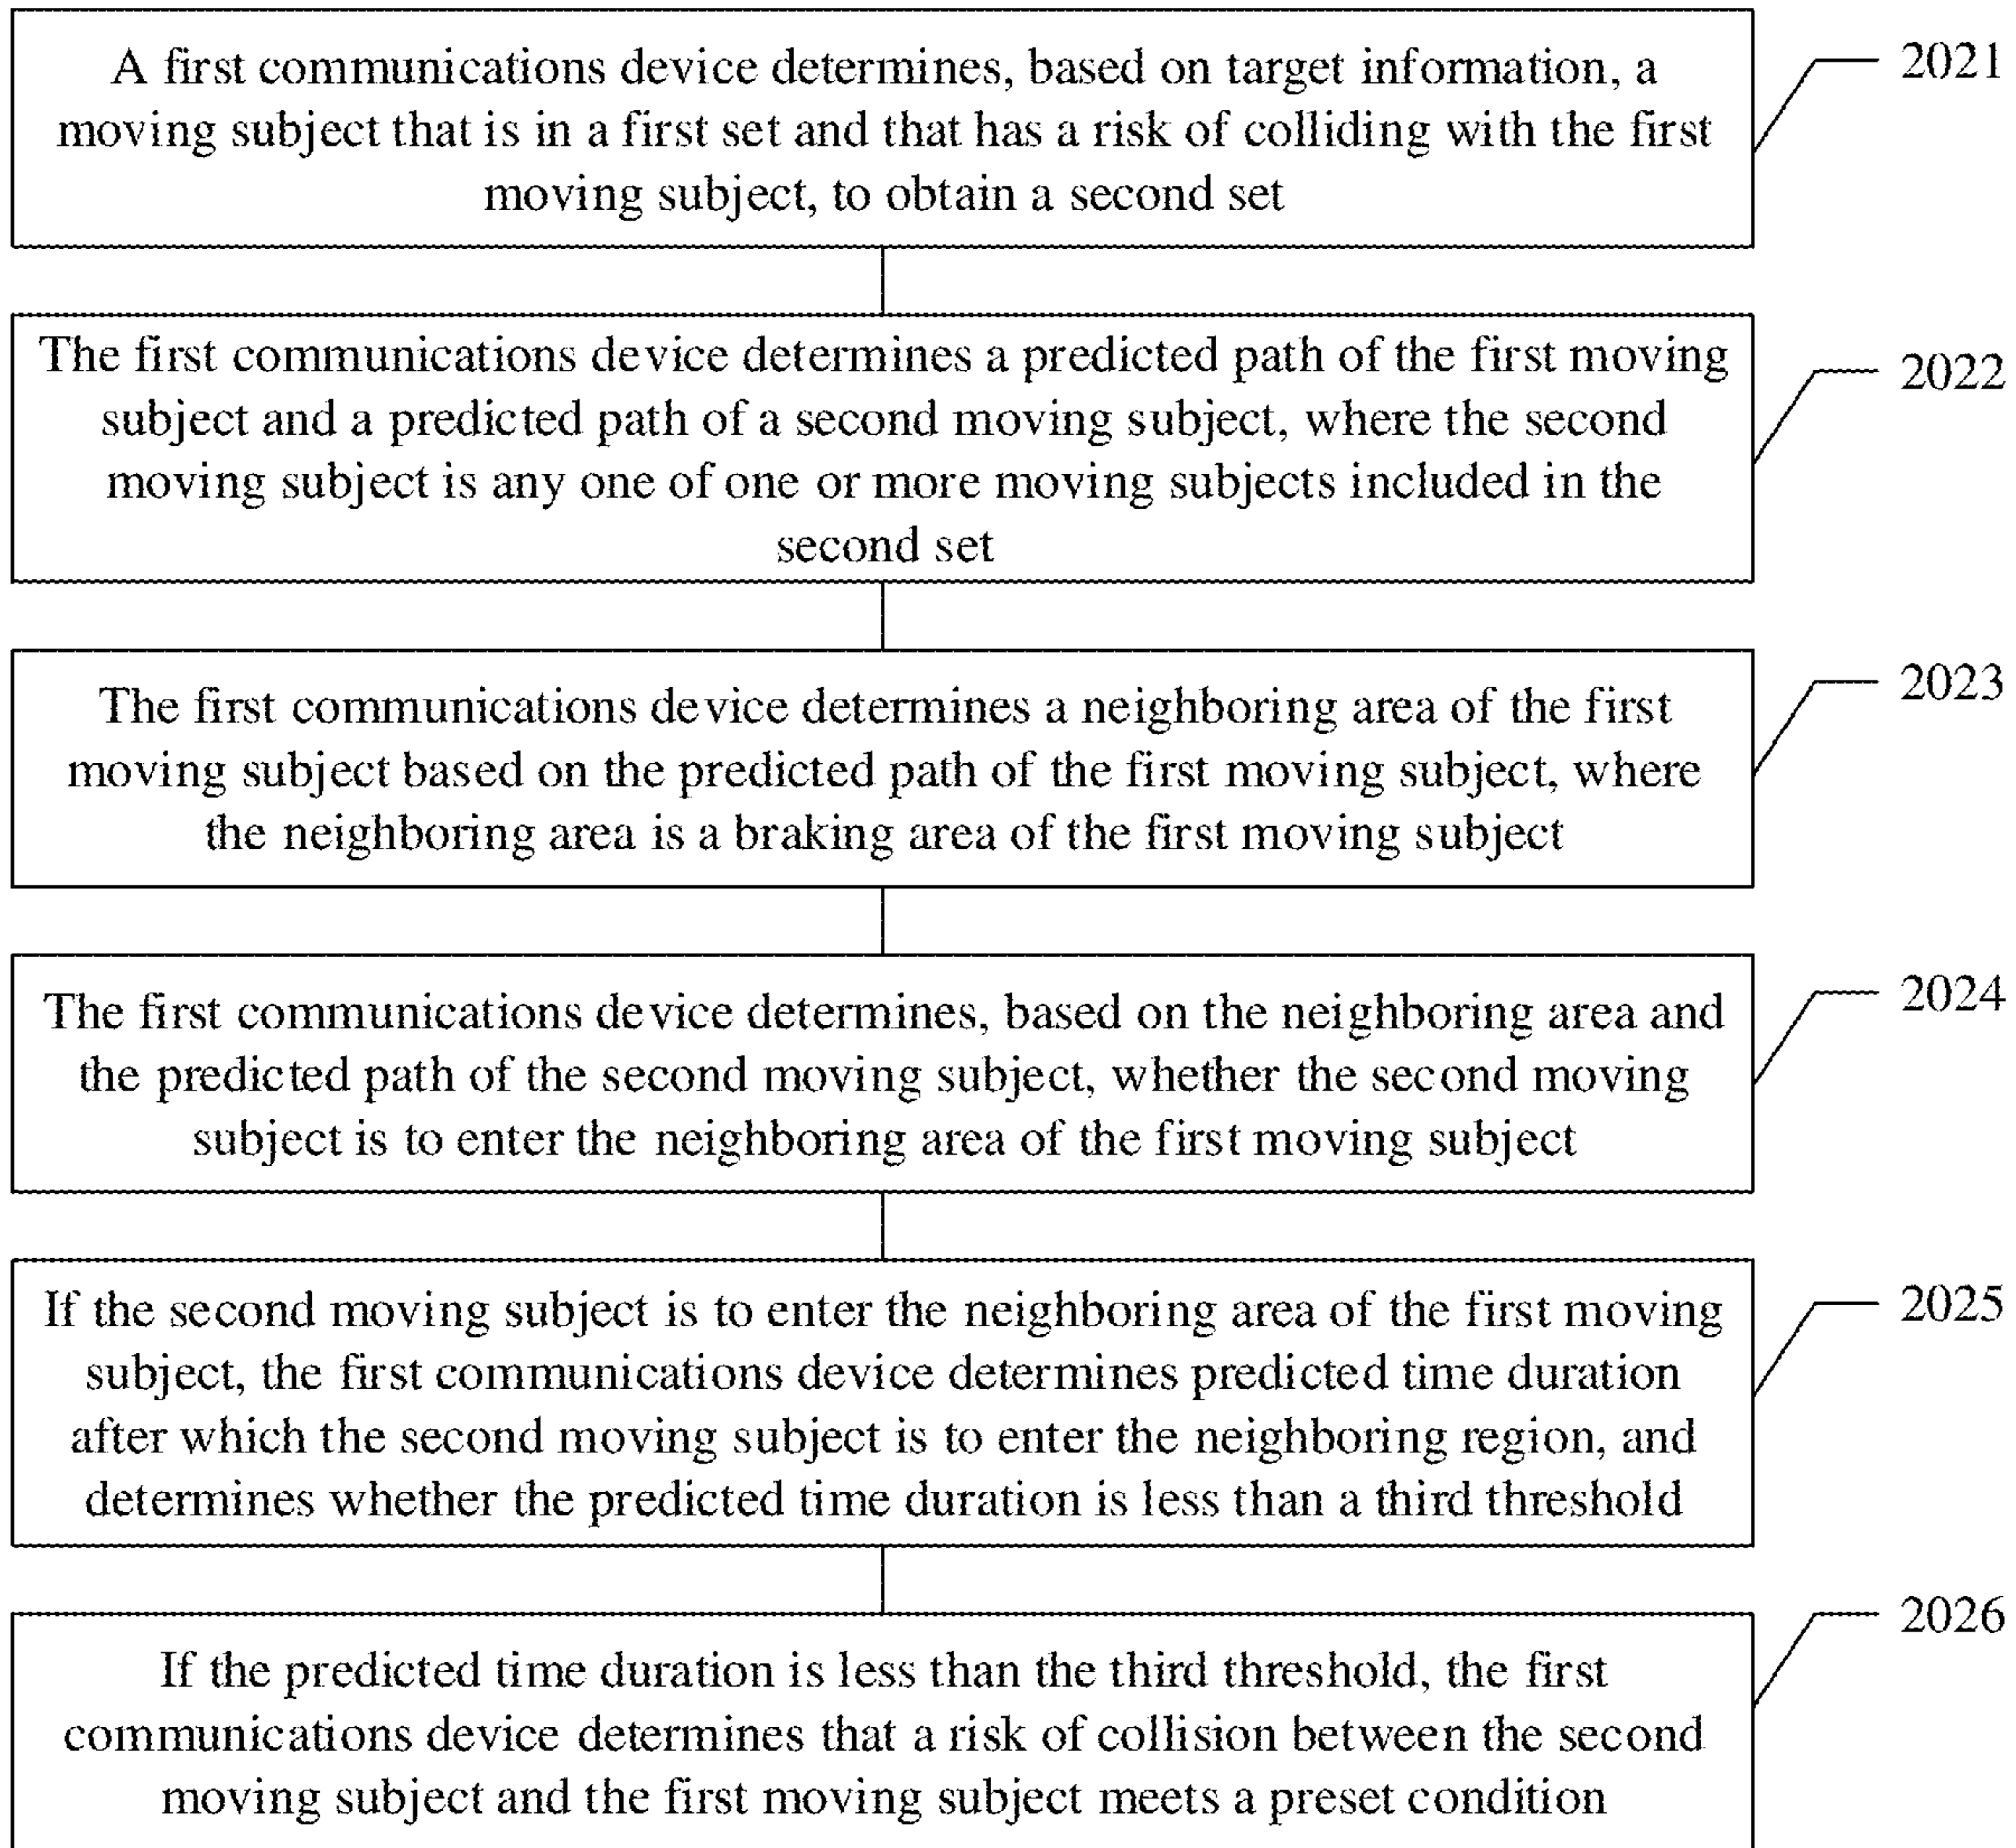 A first communications device determines, based on target information, a
moving subject that is in a first set and that has a risk of colliding with the first
moving subject, to obtain a second set
2021
The first communications device determines a predicted path of the first moving
subject and a predicted path of a second moving subject, where the second
moving subject is any one of one or more moving subjects included in the
second set
2022
The first communications device determines a neighboring area of the first
moving subject based on the predicted path of the first moving subject, where
the neighboring area is a braking area of the first moving subject
2023
The first communications device determines, based on the neighboring area and
the predicted path of the second moving subject, whether the second moving
subject is to enter the neighboring area of the first moving subject
2024
If the second moving subject is to enter the neighboring area of the first moving
subject, the first communications device determines predicted time duration
after which the second moving subject is to enter the neighboring region, and
determines whether the predicted time duration is less than a third threshold
2025
If the predicted time duration is less than the third threshold, the first
communications device determines that a risk of collision between the second
moving subject and the first moving subject meets a preset condition
2026